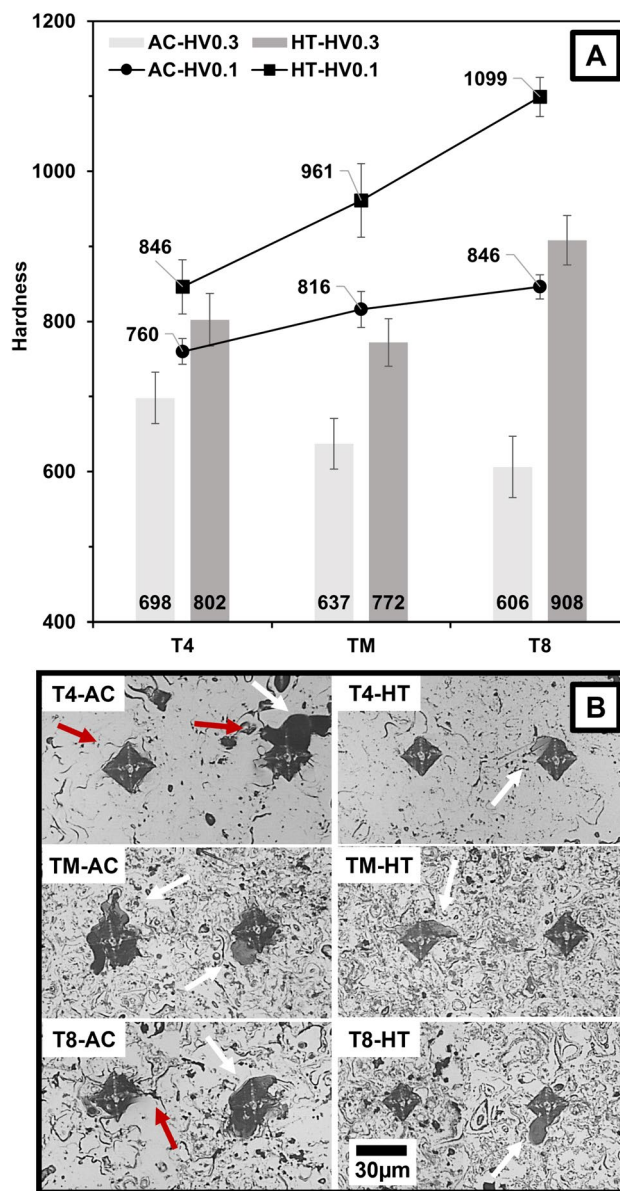 1200
AC-HV0.3 HT-HV0.3
AC-HV0.1 HT-HV0.1
A
1099
1000
961
846
846
816
800
760
Hardness
600
400
698 802 637 772 606 908
T4 TM T8
T4-AC T4-HT B
TM-AC TM-HT
T8-AC T8-HT
30µm